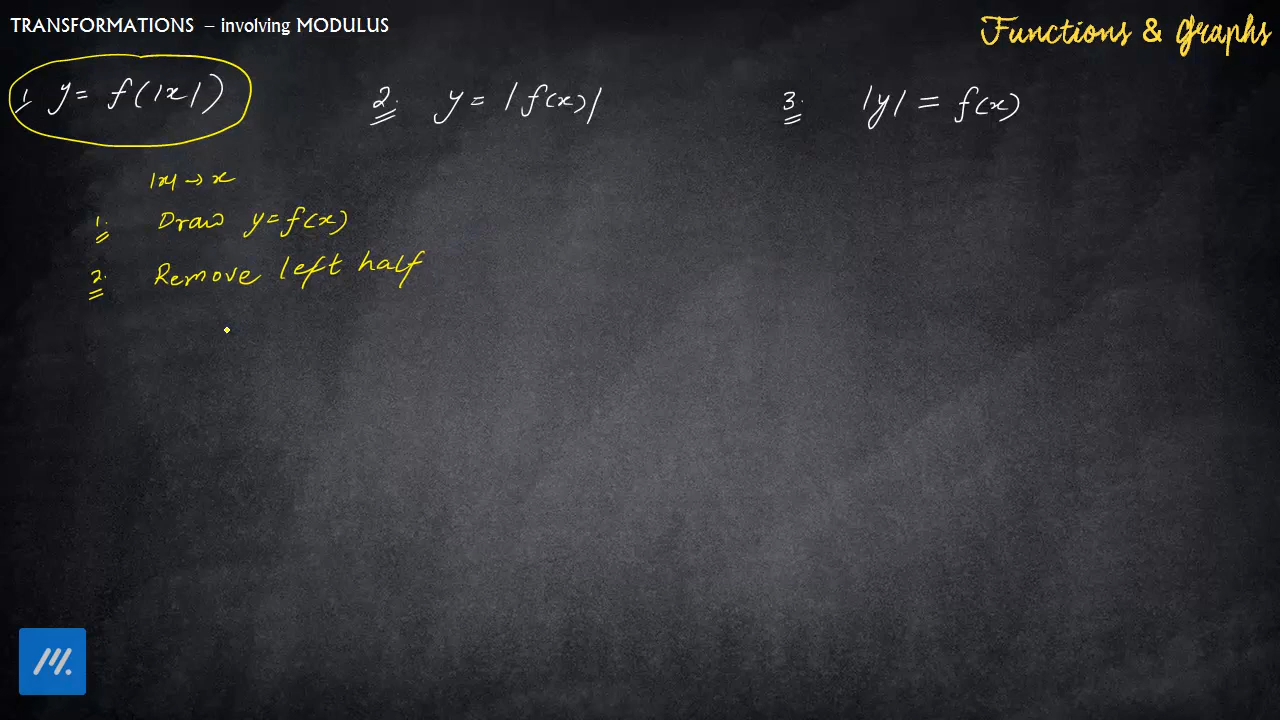 TRANSFORMATIONS – involving MODULUS
Functions & Graphs
1. y = f(|x|)
2. y = |f(x)|
3. |y| = f(x)
|x| → x
1. Draw y = f(x)
2. Remove left half
M.